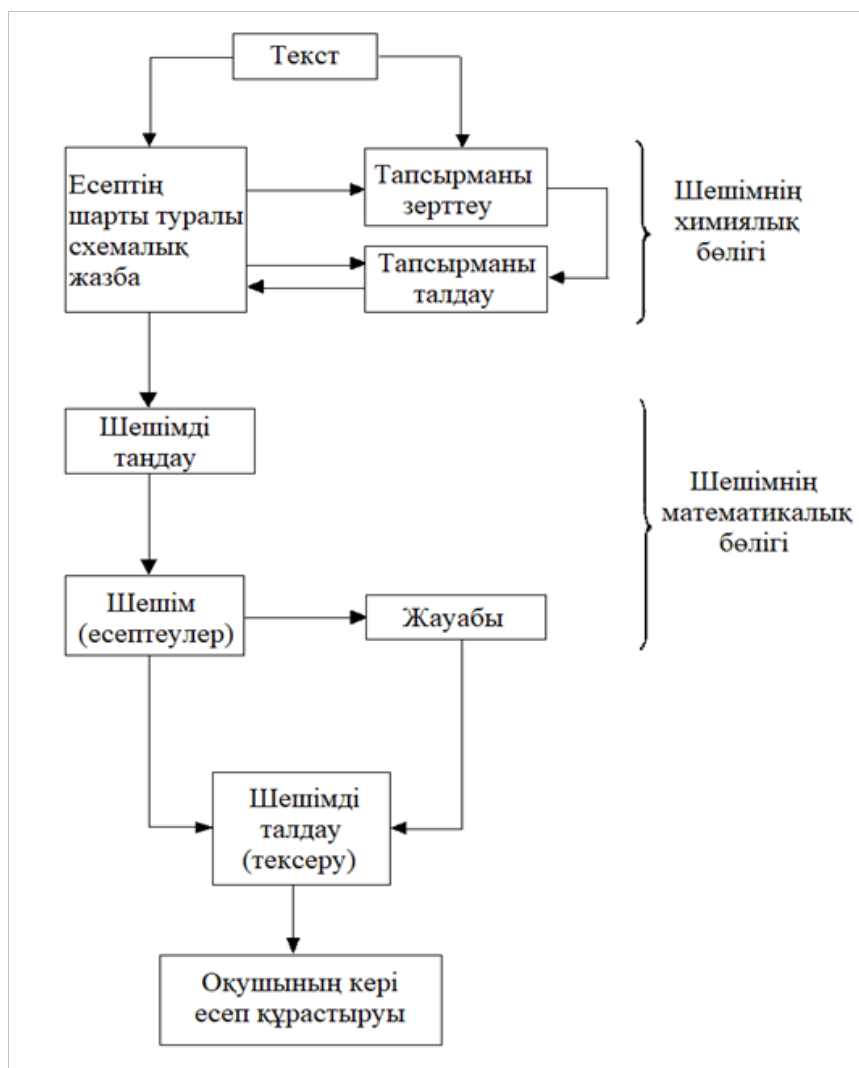 Текст
Есептің
шарты туралы
схемалық
жазба
Тапсырманы
зерттеу
Тапсырманы
талдау
Шешімнің
химиялық
бөлігі
Шешімді
таңдау
Шешімнің
математикалық
бөлігі
Шешім
(есептеулер)
Жауабы
Шешімді
талдау
(тексеру)
Оқушының кері
есеп құрастыруы